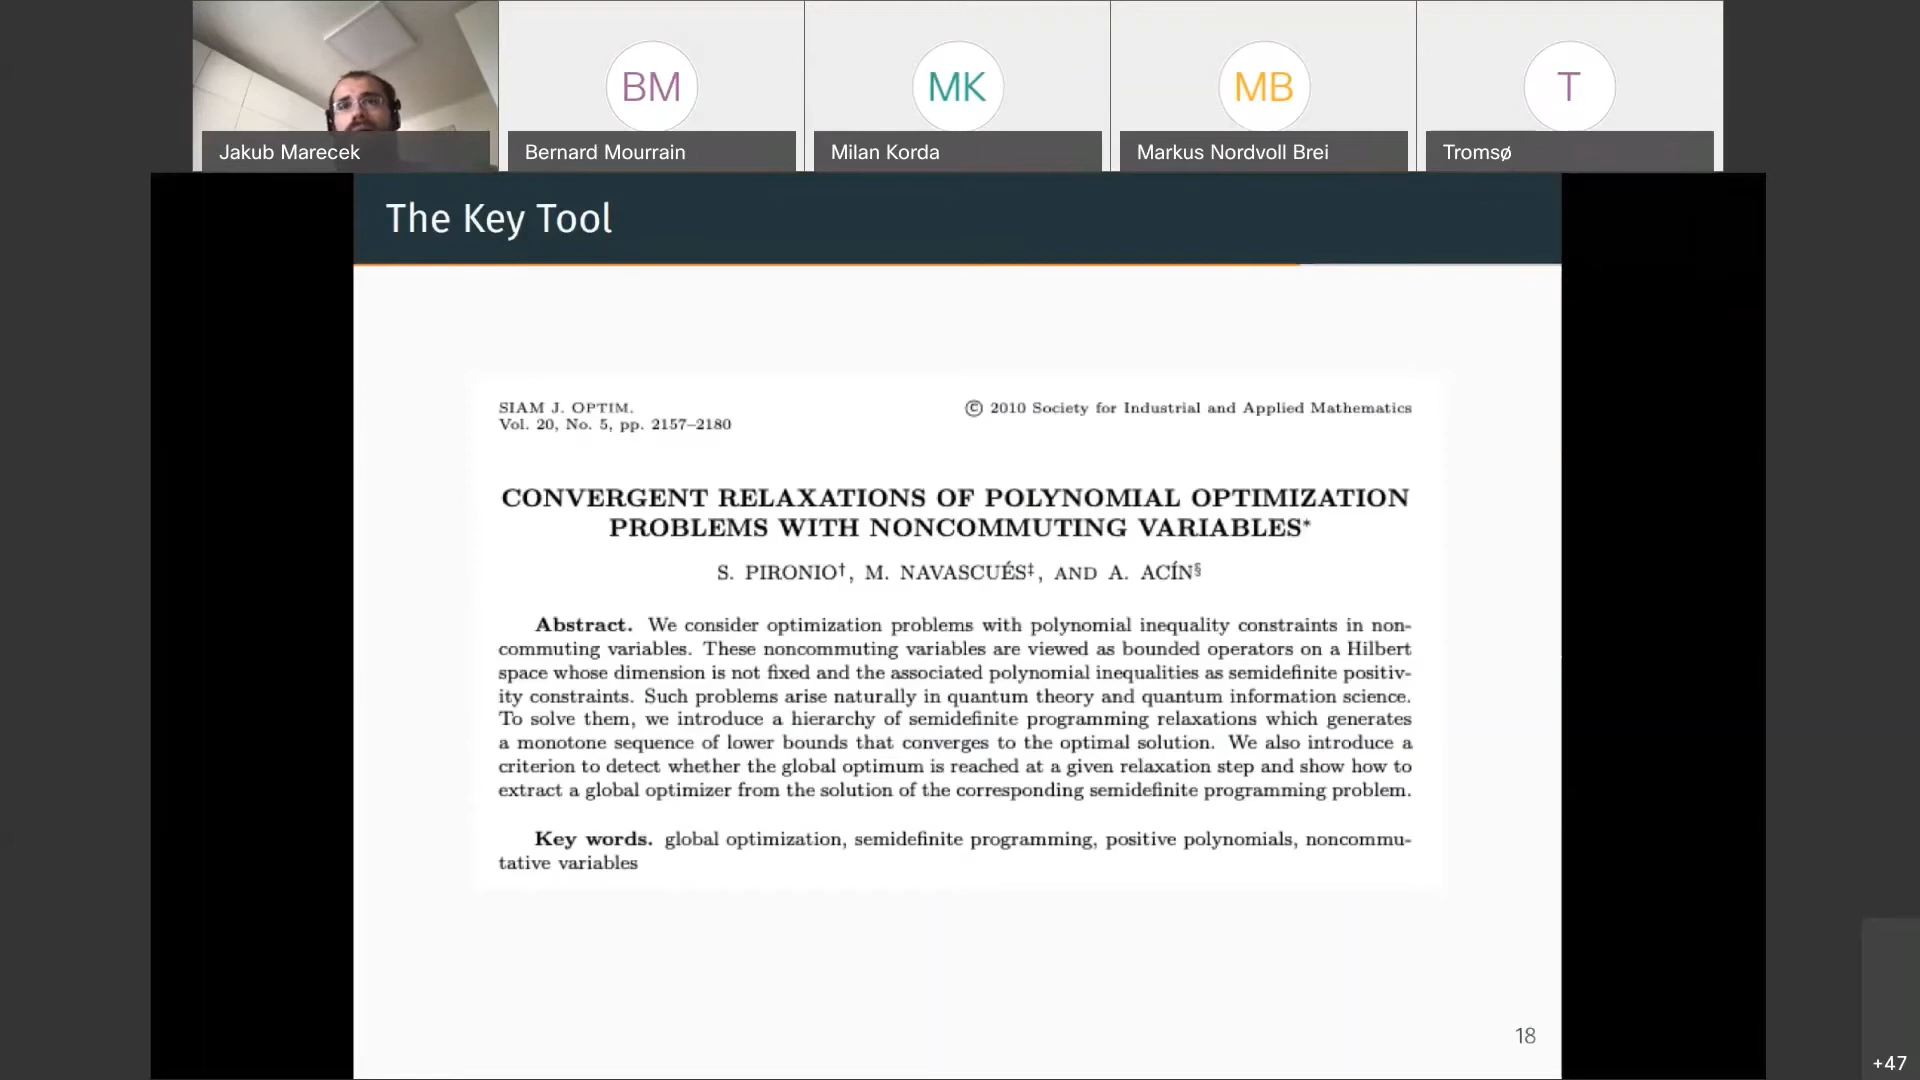 BM
MK
MB
T
Jakub Marecek
Bernard Mourrain
Milan Korda
Markus Nordvoll Brei
Tromsø
The Key Tool
SIAM J. OPTIM.
Vol. 20, No. 5, pp. 2157–2180
© 2010 Society for Industrial and Applied Mathematics
CONVERGENT RELAXATIONS OF POLYNOMIAL OPTIMIZATION
PROBLEMS WITH NONCOMMUTING VARIABLES*
S. PIRONIO†, M. NAVASCUÉS‡, AND A. ACÍN§
Abstract. We consider optimization problems with polynomial inequality constraints in non-
commuting variables. These noncommuting variables are viewed as bounded operators on a Hilbert
space whose dimension is not fixed and the associated polynomial inequalities as semidefinite positiv-
ity constraints. Such problems arise naturally in quantum theory and quantum information science.
To solve them, we introduce a hierarchy of semidefinite programming relaxations which generates
a monotone sequence of lower bounds that converges to the optimal solution. We also introduce a
criterion to detect whether the global optimum is reached at a given relaxation step and show how to
extract a global optimizer from the solution of the corresponding semidefinite programming problem.
Key words. global optimization, semidefinite programming, positive polynomials, noncommu-
tative variables
18
+47